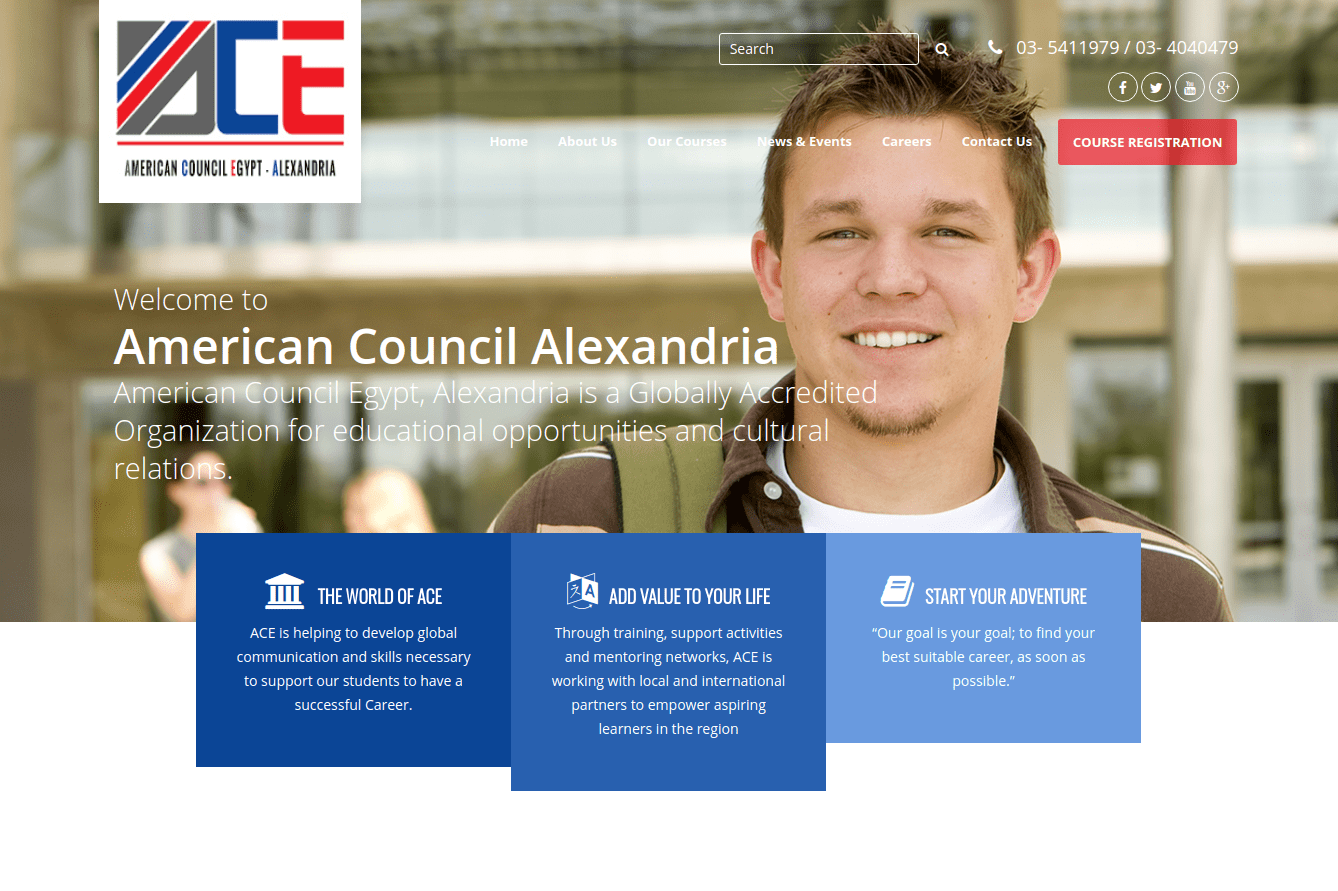 ACE
AMERICAN COUNCIL EGYPT - ALEXANDRIA
Search
03- 5411979 / 03- 4040479
Home
About Us
Our Courses
News & Events
Careers
Contact Us
COURSE REGISTRATION
Welcome to
American Council Alexandria
American Council Egypt, Alexandria is a Globally Accredited
Organization for educational opportunities and cultural
relations.
THE WORLD OF ACE
ACE is helping to develop global
communication and skills necessary
to support our students to have a
successful Career.
ADD VALUE TO YOUR LIFE
Through training, support activities
and mentoring networks, ACE is
working with local and international
partners to empower aspiring
learners in the region
START YOUR ADVENTURE
“Our goal is your goal; to find your
best suitable career, as soon as
possible.”